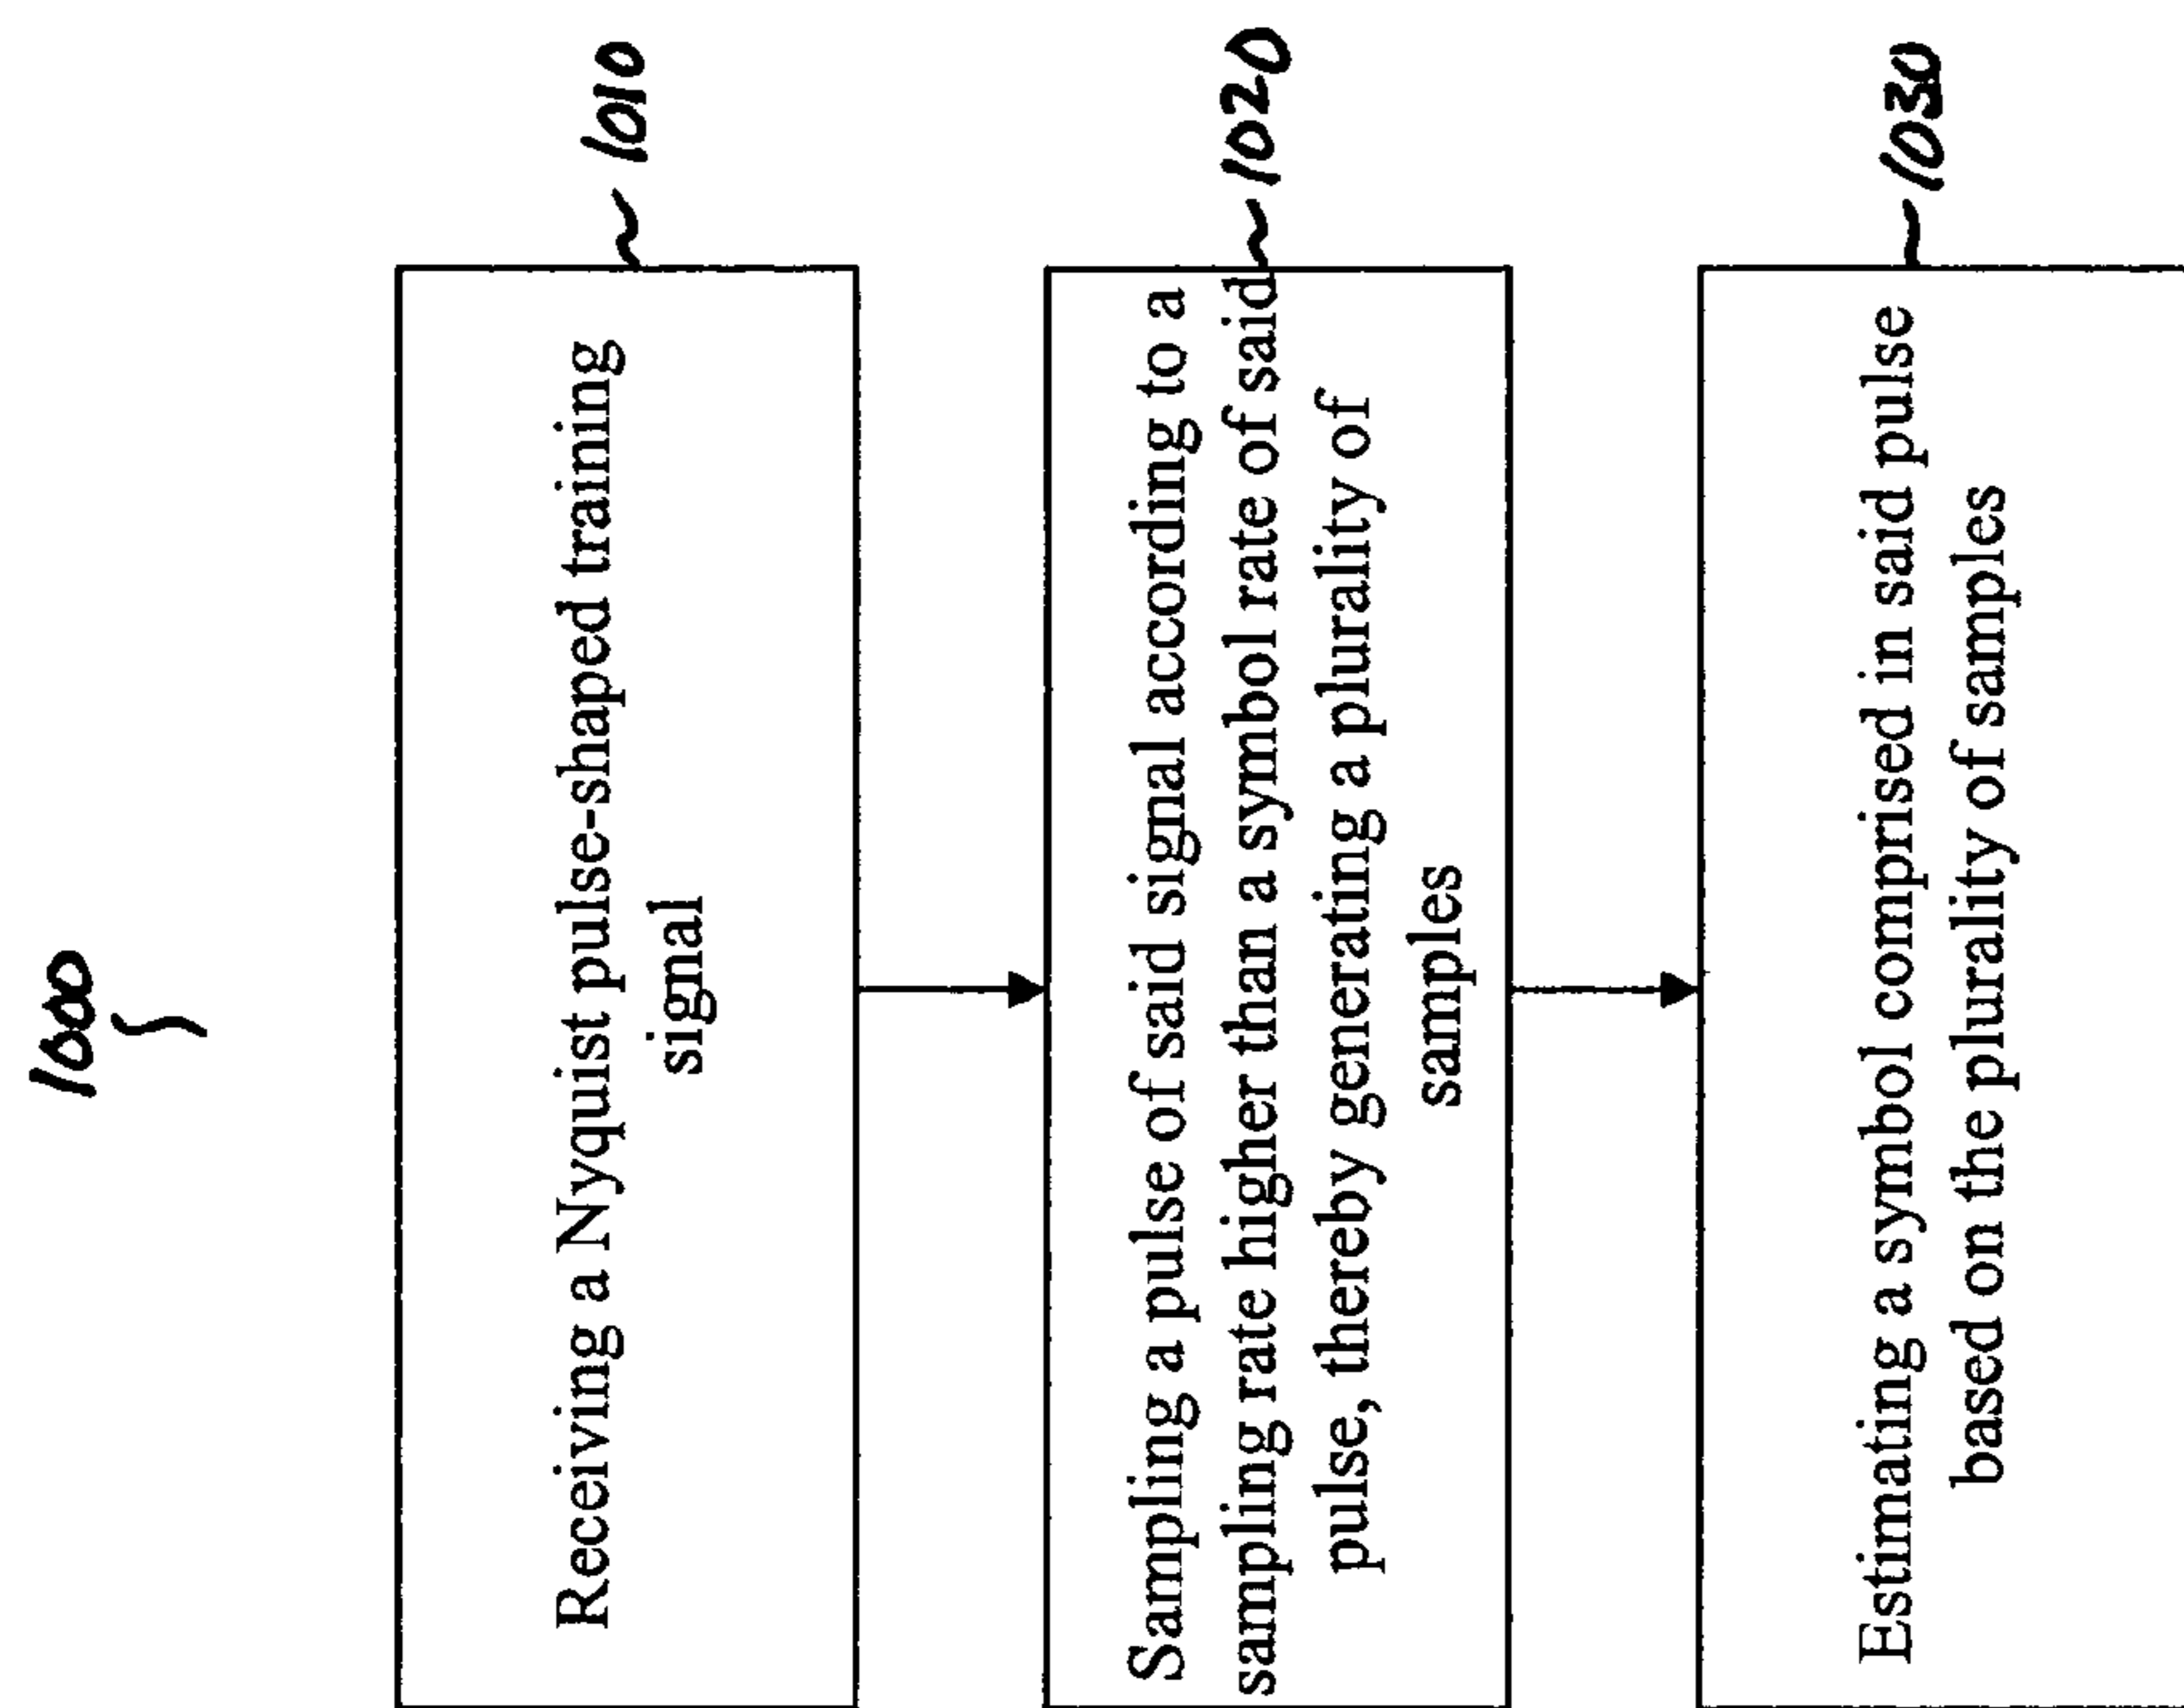 1000
Receiving a Nyquist pulse-shaped training
signal
1010
Sampling a pulse of said signal according to a
sampling rate higher than a symbol rate of said
pulse, thereby generating a plurality of
samples
1020
Estimating a symbol comprised in said pulse
based on the plurality of samples
1030